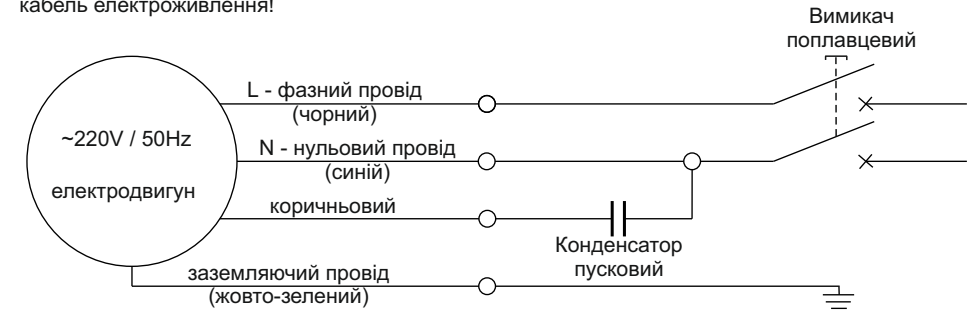 кабель електроживлення!
Вимикач
поплавцевий
L - фазний провід
(чорний)
~220V / 50Hz
N - нульовий провід
(синій)
електродвигун
коричньовий
Конденсатор
пусковий
заземляючий провід
(жовто-зелений)